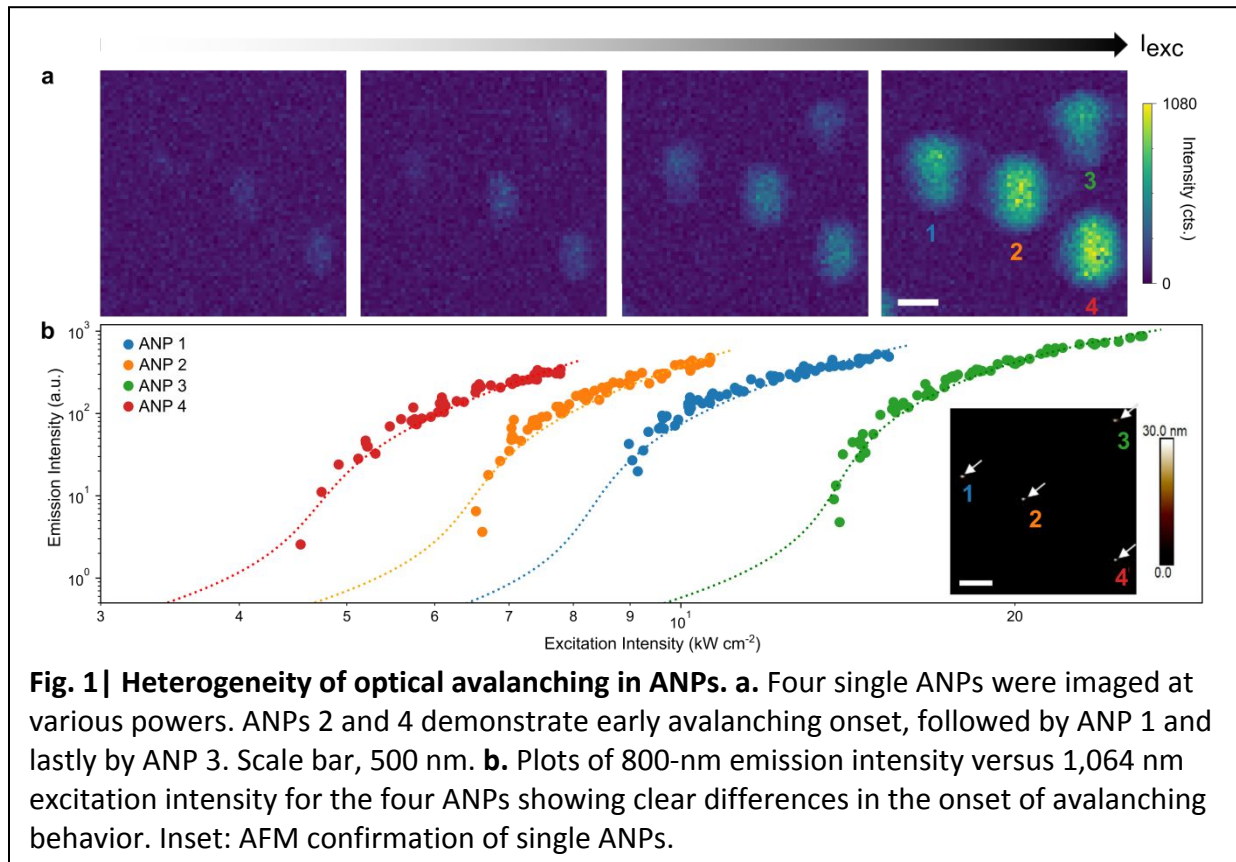 I_exc
a
1080
Intensity (cts.)
0
1
2
3
4
b
ANP 1
ANP 2
ANP 3
ANP 4
10³
10²
10¹
10⁰
Emission Intensity (a.u.)
3
4
5
6
7
8
9
10¹
20
Excitation Intensity (kW cm⁻²)
1
2
3
4
30.0 nm
0.0
Fig. 1| Heterogeneity of optical avalanching in ANPs. a. Four single ANPs were imaged at
various powers. ANPs 2 and 4 demonstrate early avalanching onset, followed by ANP 1 and
lastly by ANP 3. Scale bar, 500 nm. b. Plots of 800-nm emission intensity versus 1,064 nm
excitation intensity for the four ANPs showing clear differences in the onset of avalanching
behavior. Inset: AFM confirmation of single ANPs.